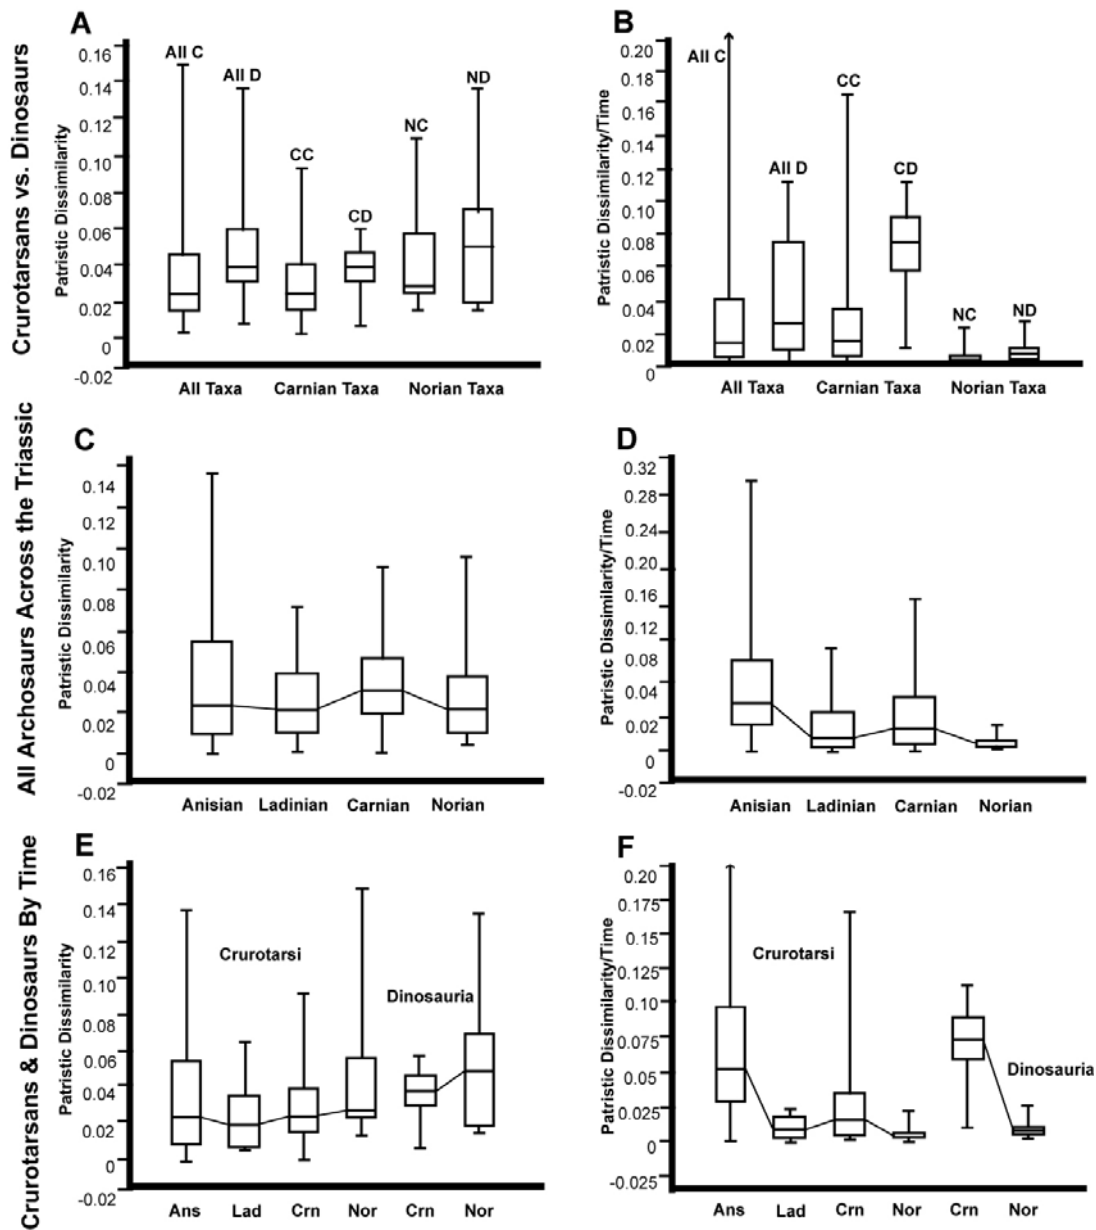 Crurotarsans vs. Dinosaurs
A
Patristic Dissimilarity
0.16
0.14
0.12
0.10
0.08
0.06
0.04
0.02
0
-0.02
All C
All D
CC
CD
NC
ND
All Taxa
Carnian Taxa
Norian Taxa
B
Patristic Dissimilarity/Time
0.20
0.18
0.16
0.14
0.12
0.10
0.08
0.06
0.04
0.02
0
All C
All D
CC
CD
NC
ND
All Taxa
Carnian Taxa
Norian Taxa
All Archosaurs Across the Triassic
C
Patristic Dissimilarity
0.14
0.12
0.10
0.08
0.06
0.04
0.02
0
-0.02
Anisian
Ladinian
Carnian
Norian
D
Patristic Dissimilarity/Time
0.32
0.28
0.24
0.20
0.16
0.12
0.08
0.04
0.02
0
-0.02
Anisian
Ladinian
Carnian
Norian
Crurotarsans & Dinosaurs By Time
E
Patristic Dissimilarity
0.16
0.14
0.12
0.10
0.08
0.06
0.04
0.02
0
-0.02
Crurotarsi
Dinosauria
Ans
Lad
Crn
Nor
Crn
Nor
F
Patristic Dissimilarity/Time
0.20
0.175
0.15
0.125
0.10
0.075
0.05
0.025
0
-0.025
Crurotarsi
Dinosauria
Ans
Lad
Crn
Nor
Crn
Nor